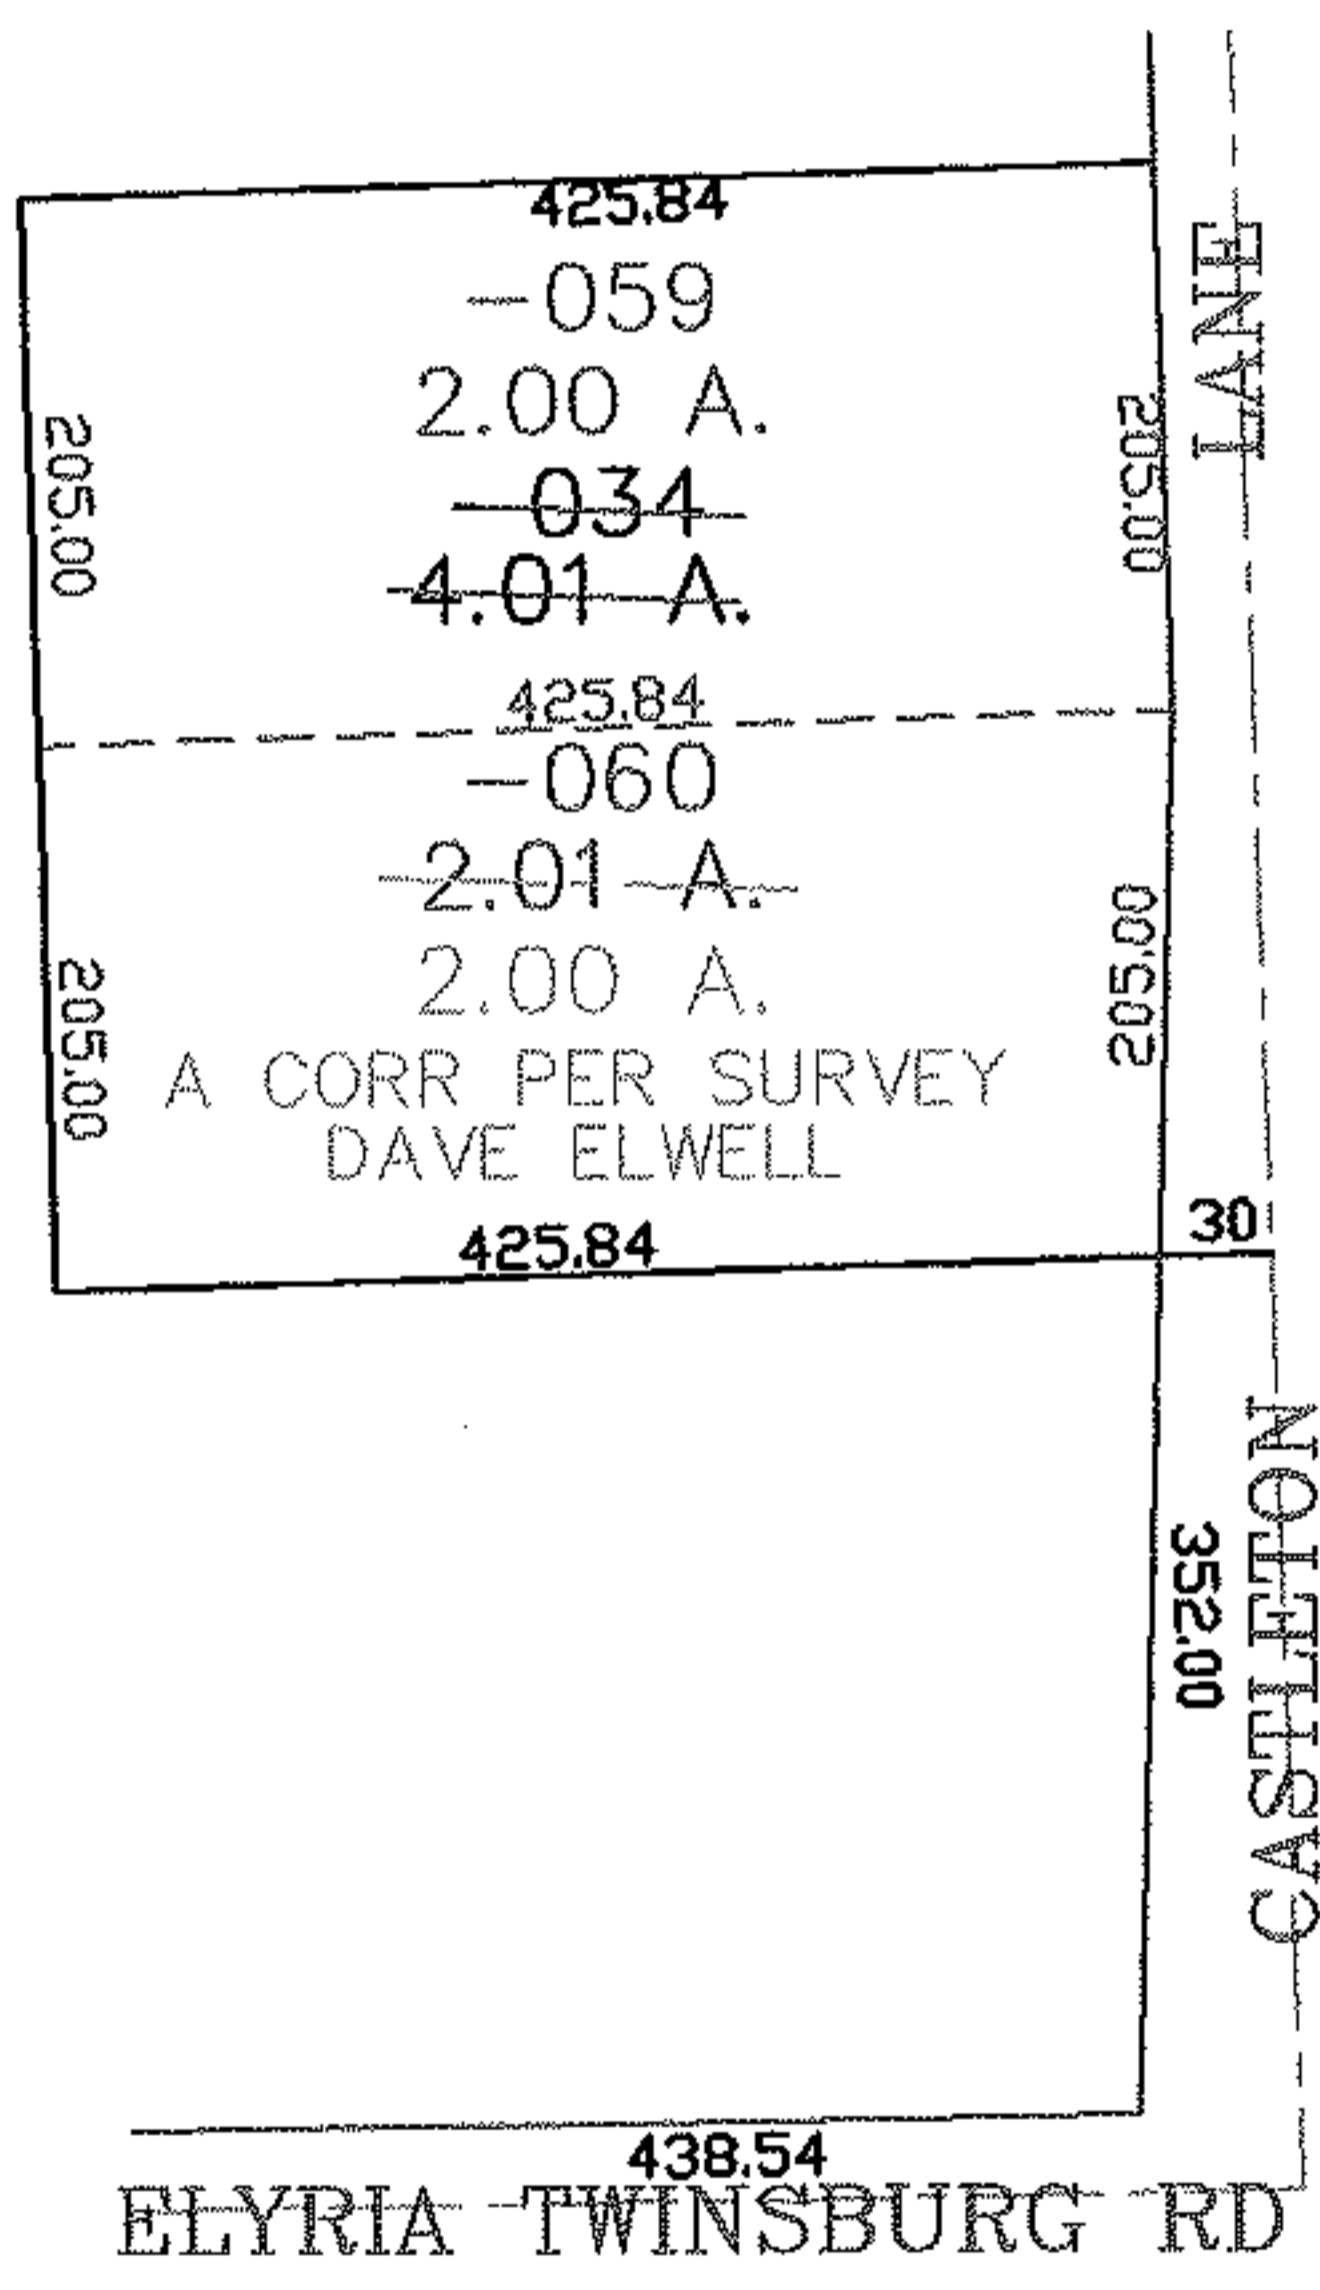 425.84
-059
2.00 A.
-034
4.01 A.
205.00
205.00
LANE
425.84
-060
2.01 A.
2.00 A.
A CORR PER SURVEY
DAVE ELWELL
205.00
205.00
425.84
30
352.00
CASTLETON
438.54
ELYRIA TWINSBURG RD